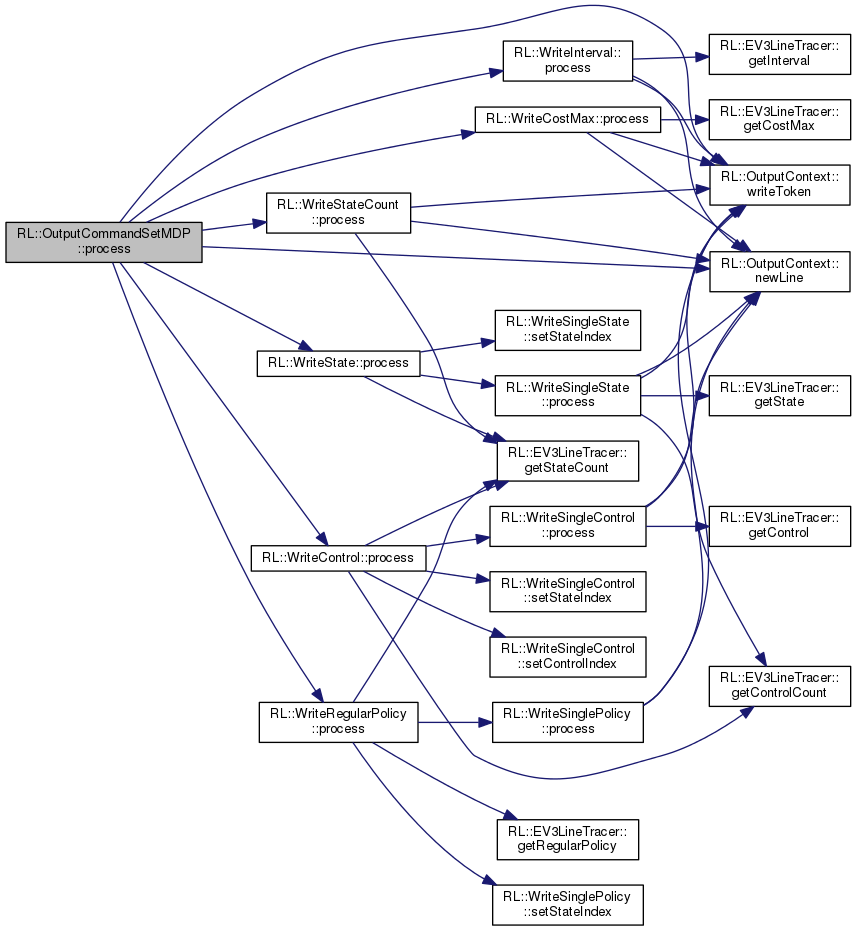 RL::OutputCommandSetMDP
::process
RL::WriteInterval::
process
RL::WriteCostMax::process
RL::WriteStateCount
::process
RL::WriteState::process
RL::WriteControl::process
RL::WriteRegularPolicy
::process
RL::WriteSingleState
::setStateIndex
RL::WriteSingleState
::process
RL::EV3LineTracer::
getStateCount
RL::WriteSingleControl
::process
RL::WriteSingleControl
::setStateIndex
RL::WriteSingleControl
::setControlIndex
RL::WriteSinglePolicy
::process
RL::EV3LineTracer::
getRegularPolicy
RL::WriteSinglePolicy
::setStateIndex
RL::EV3LineTracer::
getInterval
RL::EV3LineTracer::
getCostMax
RL::OutputContext::
writeToken
RL::OutputContext::
newLine
RL::EV3LineTracer::
getState
RL::EV3LineTracer::
getControl
RL::EV3LineTracer::
getControlCount